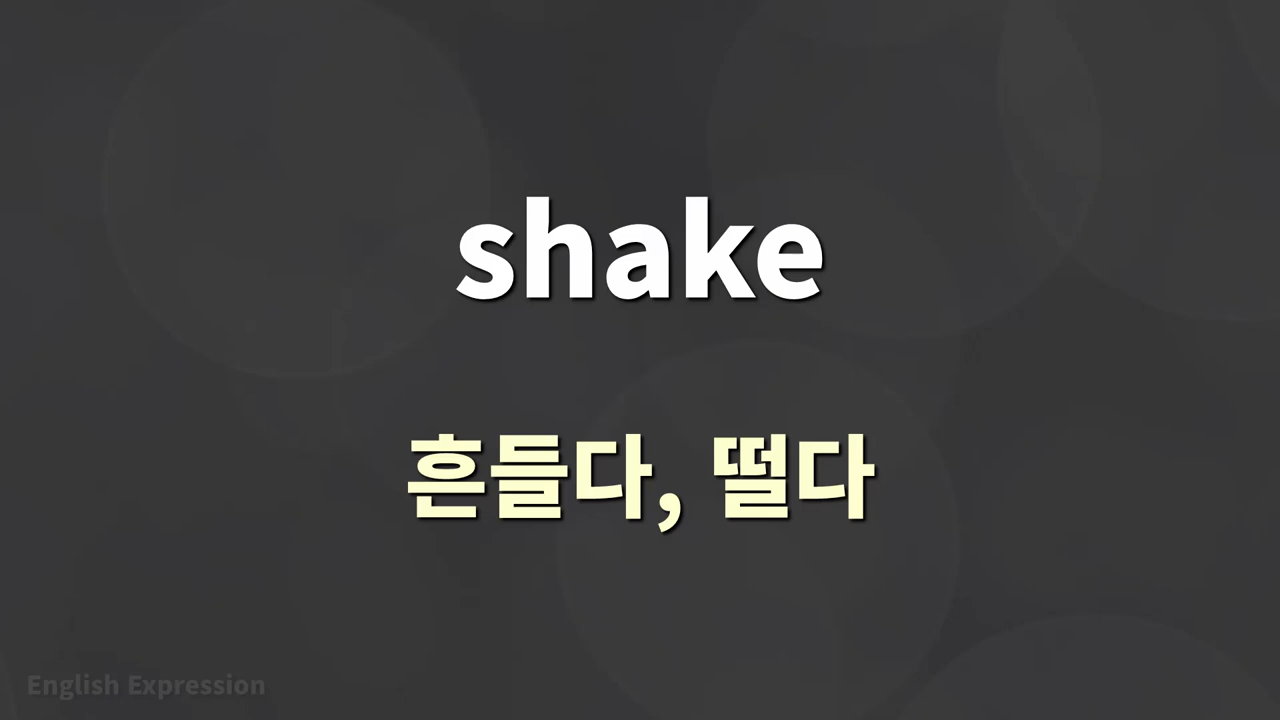 shake
흔들다, 떨다
English Expression